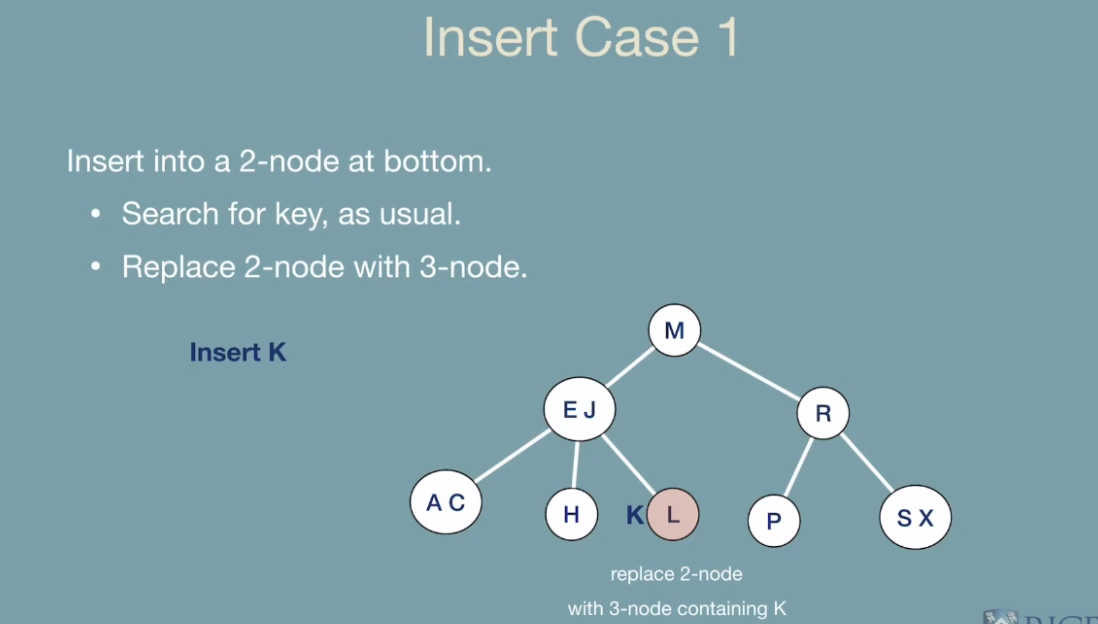 Insert Case 1
Insert into a 2-node at bottom.
• Search for key, as usual.
• Replace 2-node with 3-node.
Insert K
M
E J
R
A C
H
K
L
P
S X
replace 2-node
with 3-node containing K